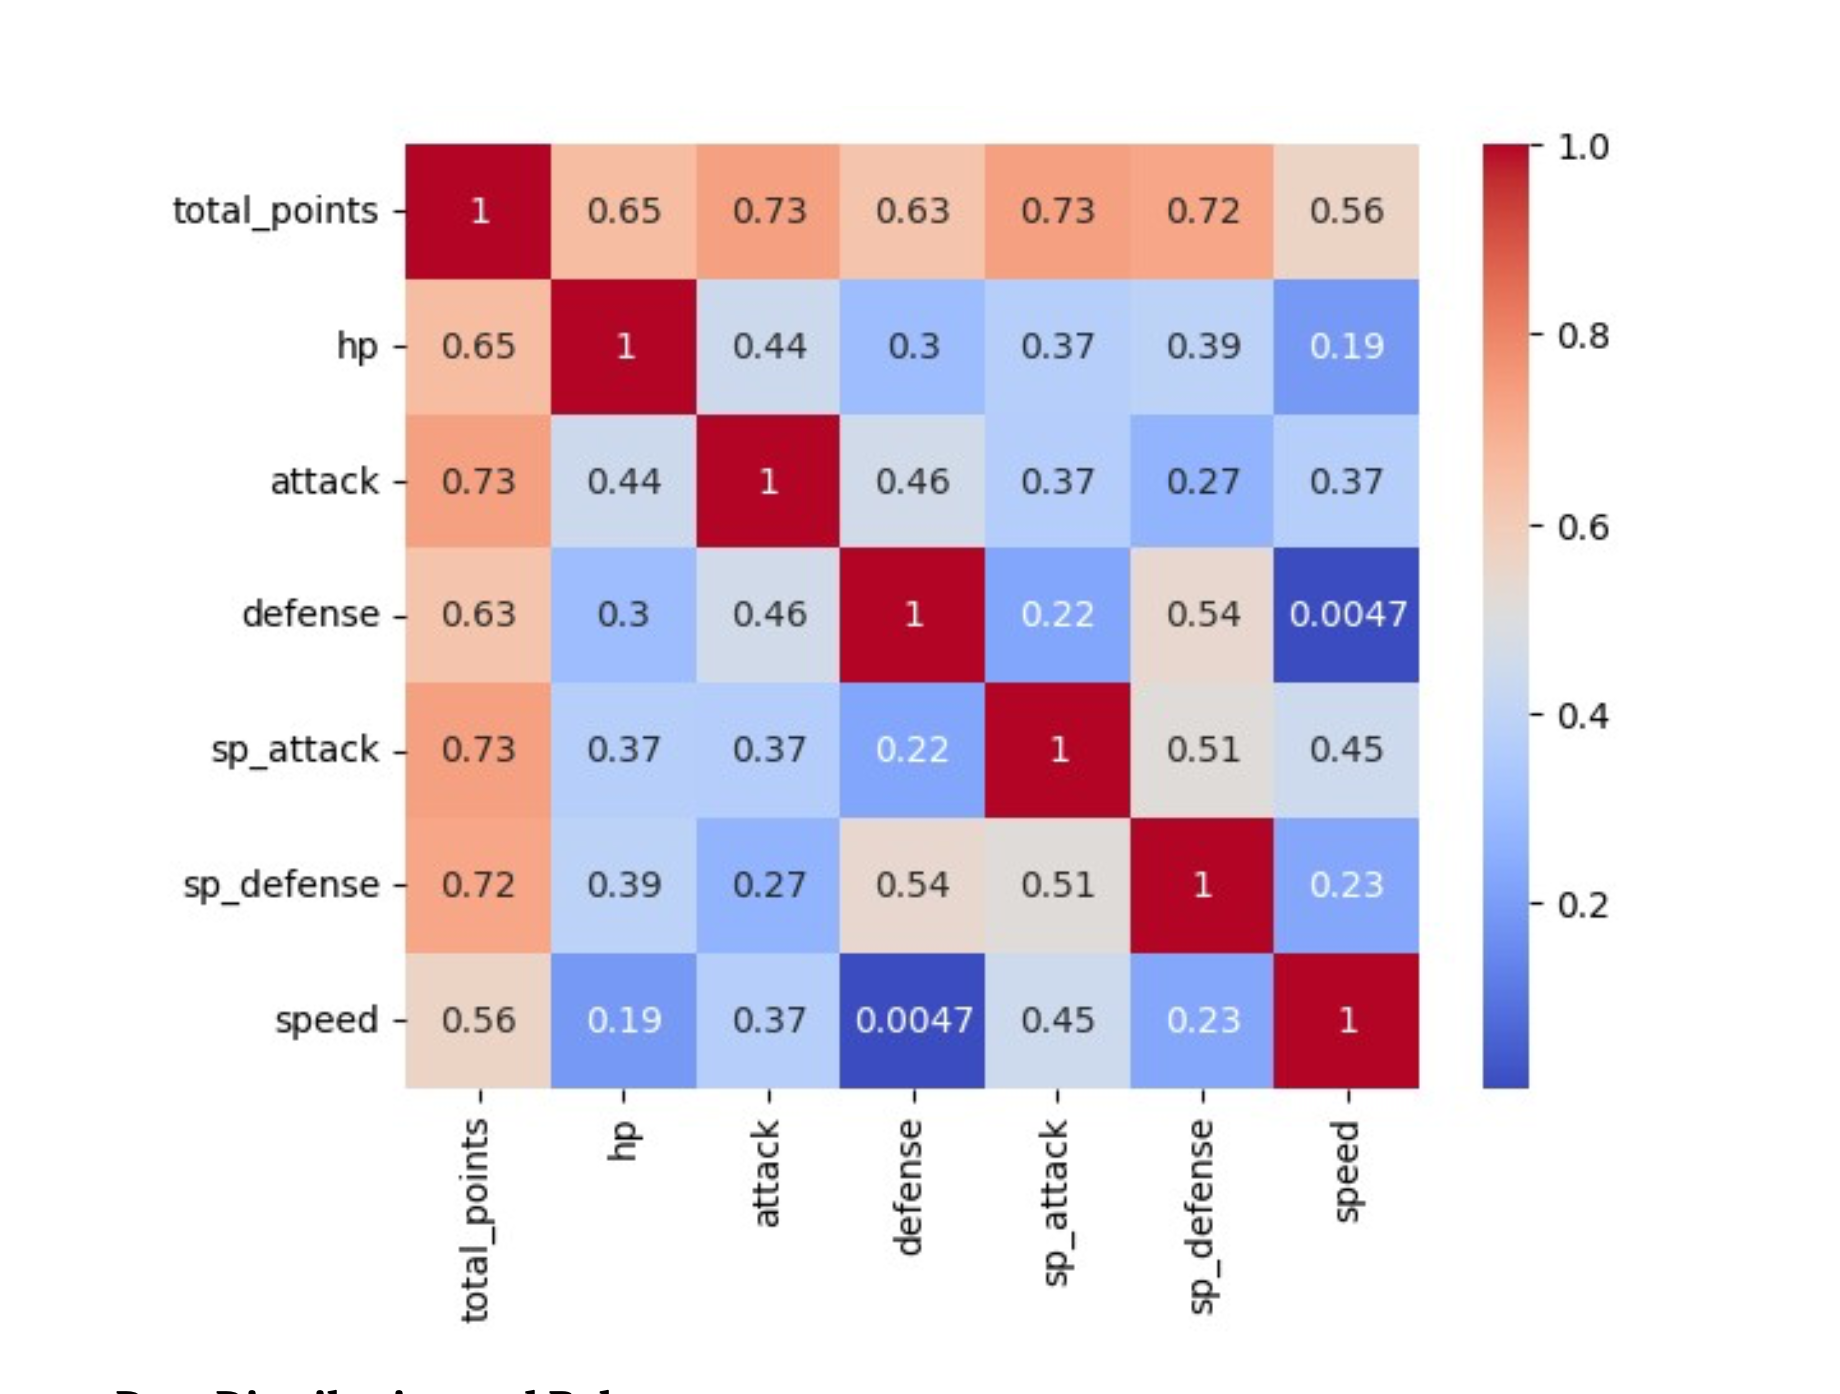 1.0
total_points 1 0.65 0.73 0.63 0.73 0.72 0.56
0.8
hp 0.65 1 0.44 0.3 0.37 0.39 0.19
attack 0.73 0.44 1 0.46 0.37 0.27 0.37
0.6
defense 0.63 0.3 0.46 1 0.22 0.54 0.0047
0.4
sp_attack 0.73 0.37 0.37 0.22 1 0.51 0.45
sp_defense 0.72 0.39 0.27 0.54 0.51 1 0.23
0.2
speed 0.56 0.19 0.37 0.0047 0.45 0.23 1
total_points
hp
attack
defense
sp_attack
sp_defense
speed